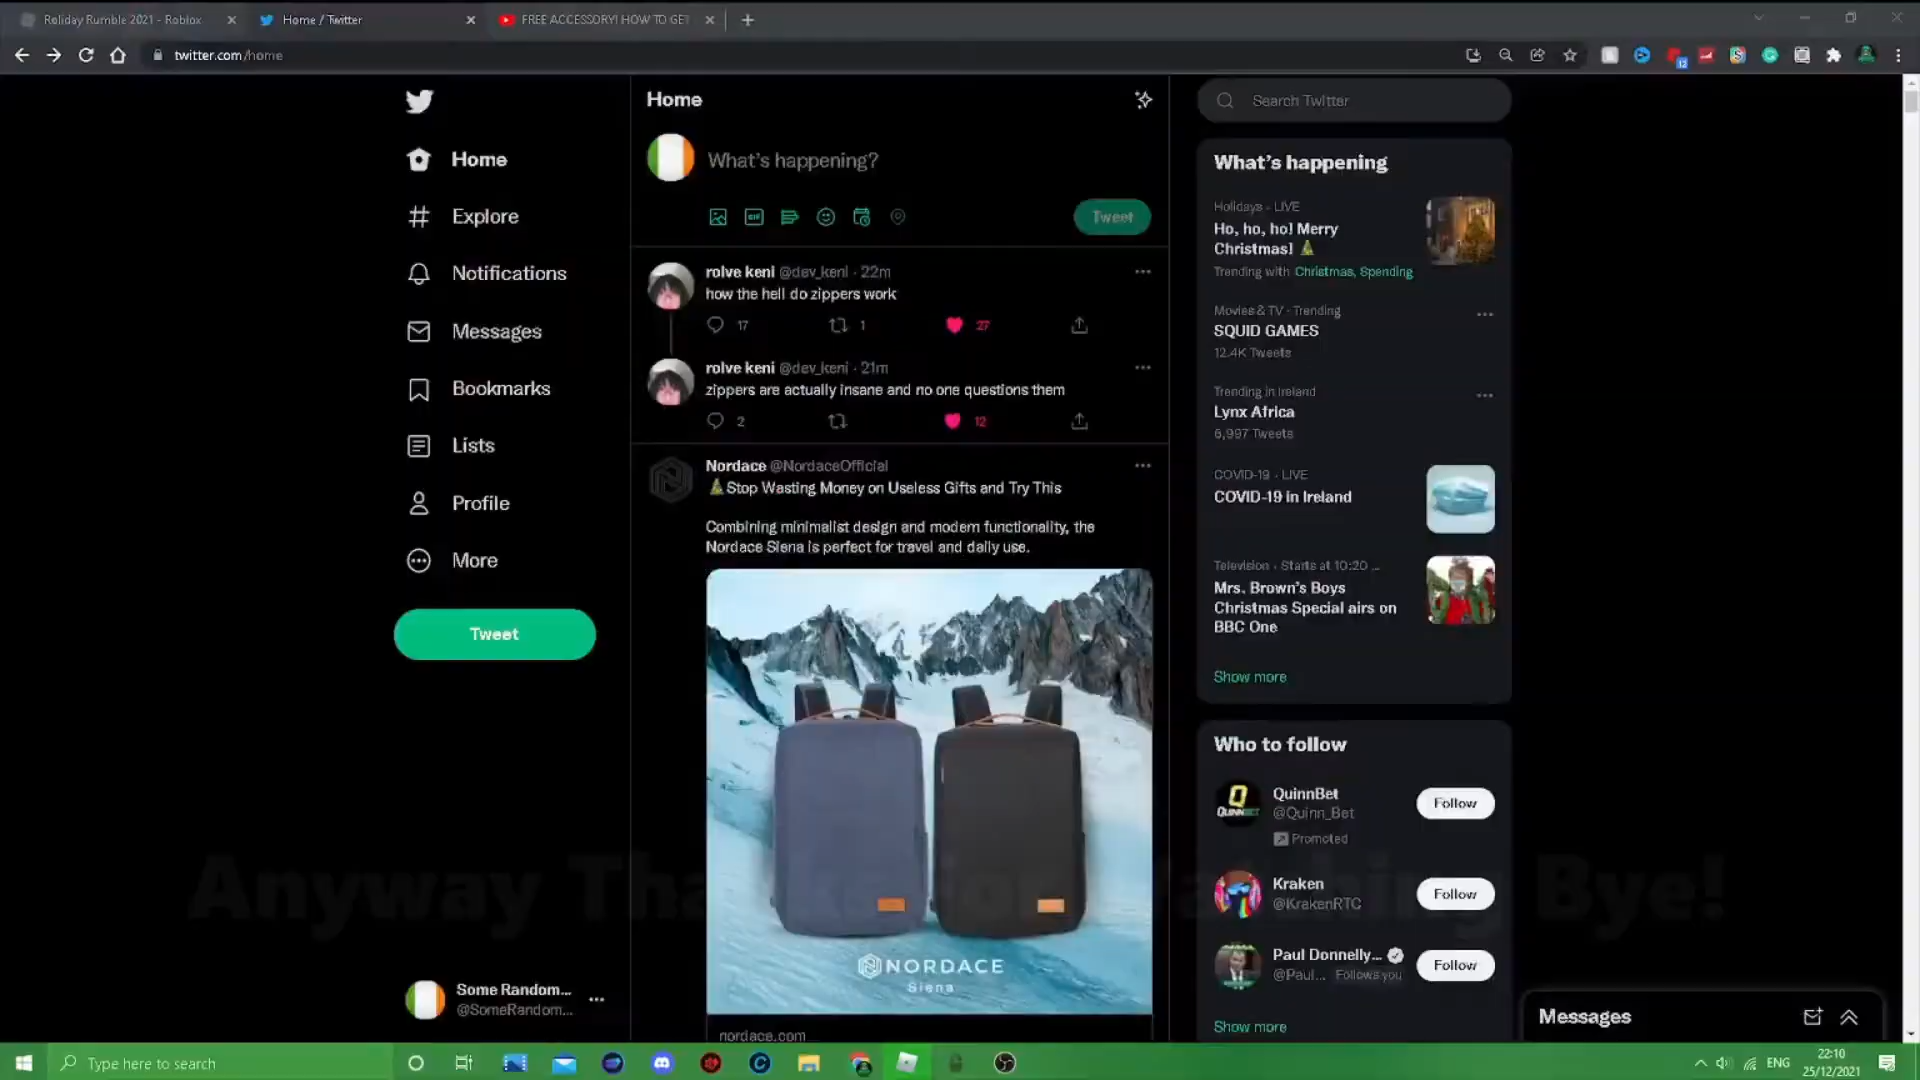 Roliday Rumble 2021 - Roblox
Home / Twitter
FREE ACCESSORY! HOW TO GET
twitter.com/home
12
Home
Explore
Notifications
Messages
Bookmarks
Lists
Profile
More
Tweet
Some Random...
@SomeRandom...
Home
What's happening?
GIF
Tweet
rolve keni @dev_keni · 22m
how the hell do zippers work
17 1 27
rolve keni @dev_keni · 21m
zippers are actually insane and no one questions them
2 12
Nordace @NordaceOfficial
Stop Wasting Money on Useless Gifts and Try This
Combining minimalist design and modern functionality, the
Nordace Siena is perfect for travel and daily use.
NORDACE
Siena
nordace.com
Search Twitter
What's happening
Holidays · LIVE
Ho, ho, ho! Merry
Christmas!
Trending with Christmas, Spending
Movies & TV · Trending
SQUID GAMES
12.4K Tweets
Trending in Ireland
Lynx Africa
6,997 Tweets
COVID-19 · LIVE
COVID-19 in Ireland
Television · Starts at 10:20 ...
Mrs. Brown's Boys
Christmas Special airs on
BBC One
Show more
Who to follow
QUINNBET
QuinnBet
@Quinn_Bet
Promoted
Follow
Kraken
@KrakenRTC
Follow
Paul Donnelly...
@Paul... Follows you
Follow
Show more
Messages
Anyway Thanks For Watching Bye!
Type here to search
ENG
22:10
25/12/2021